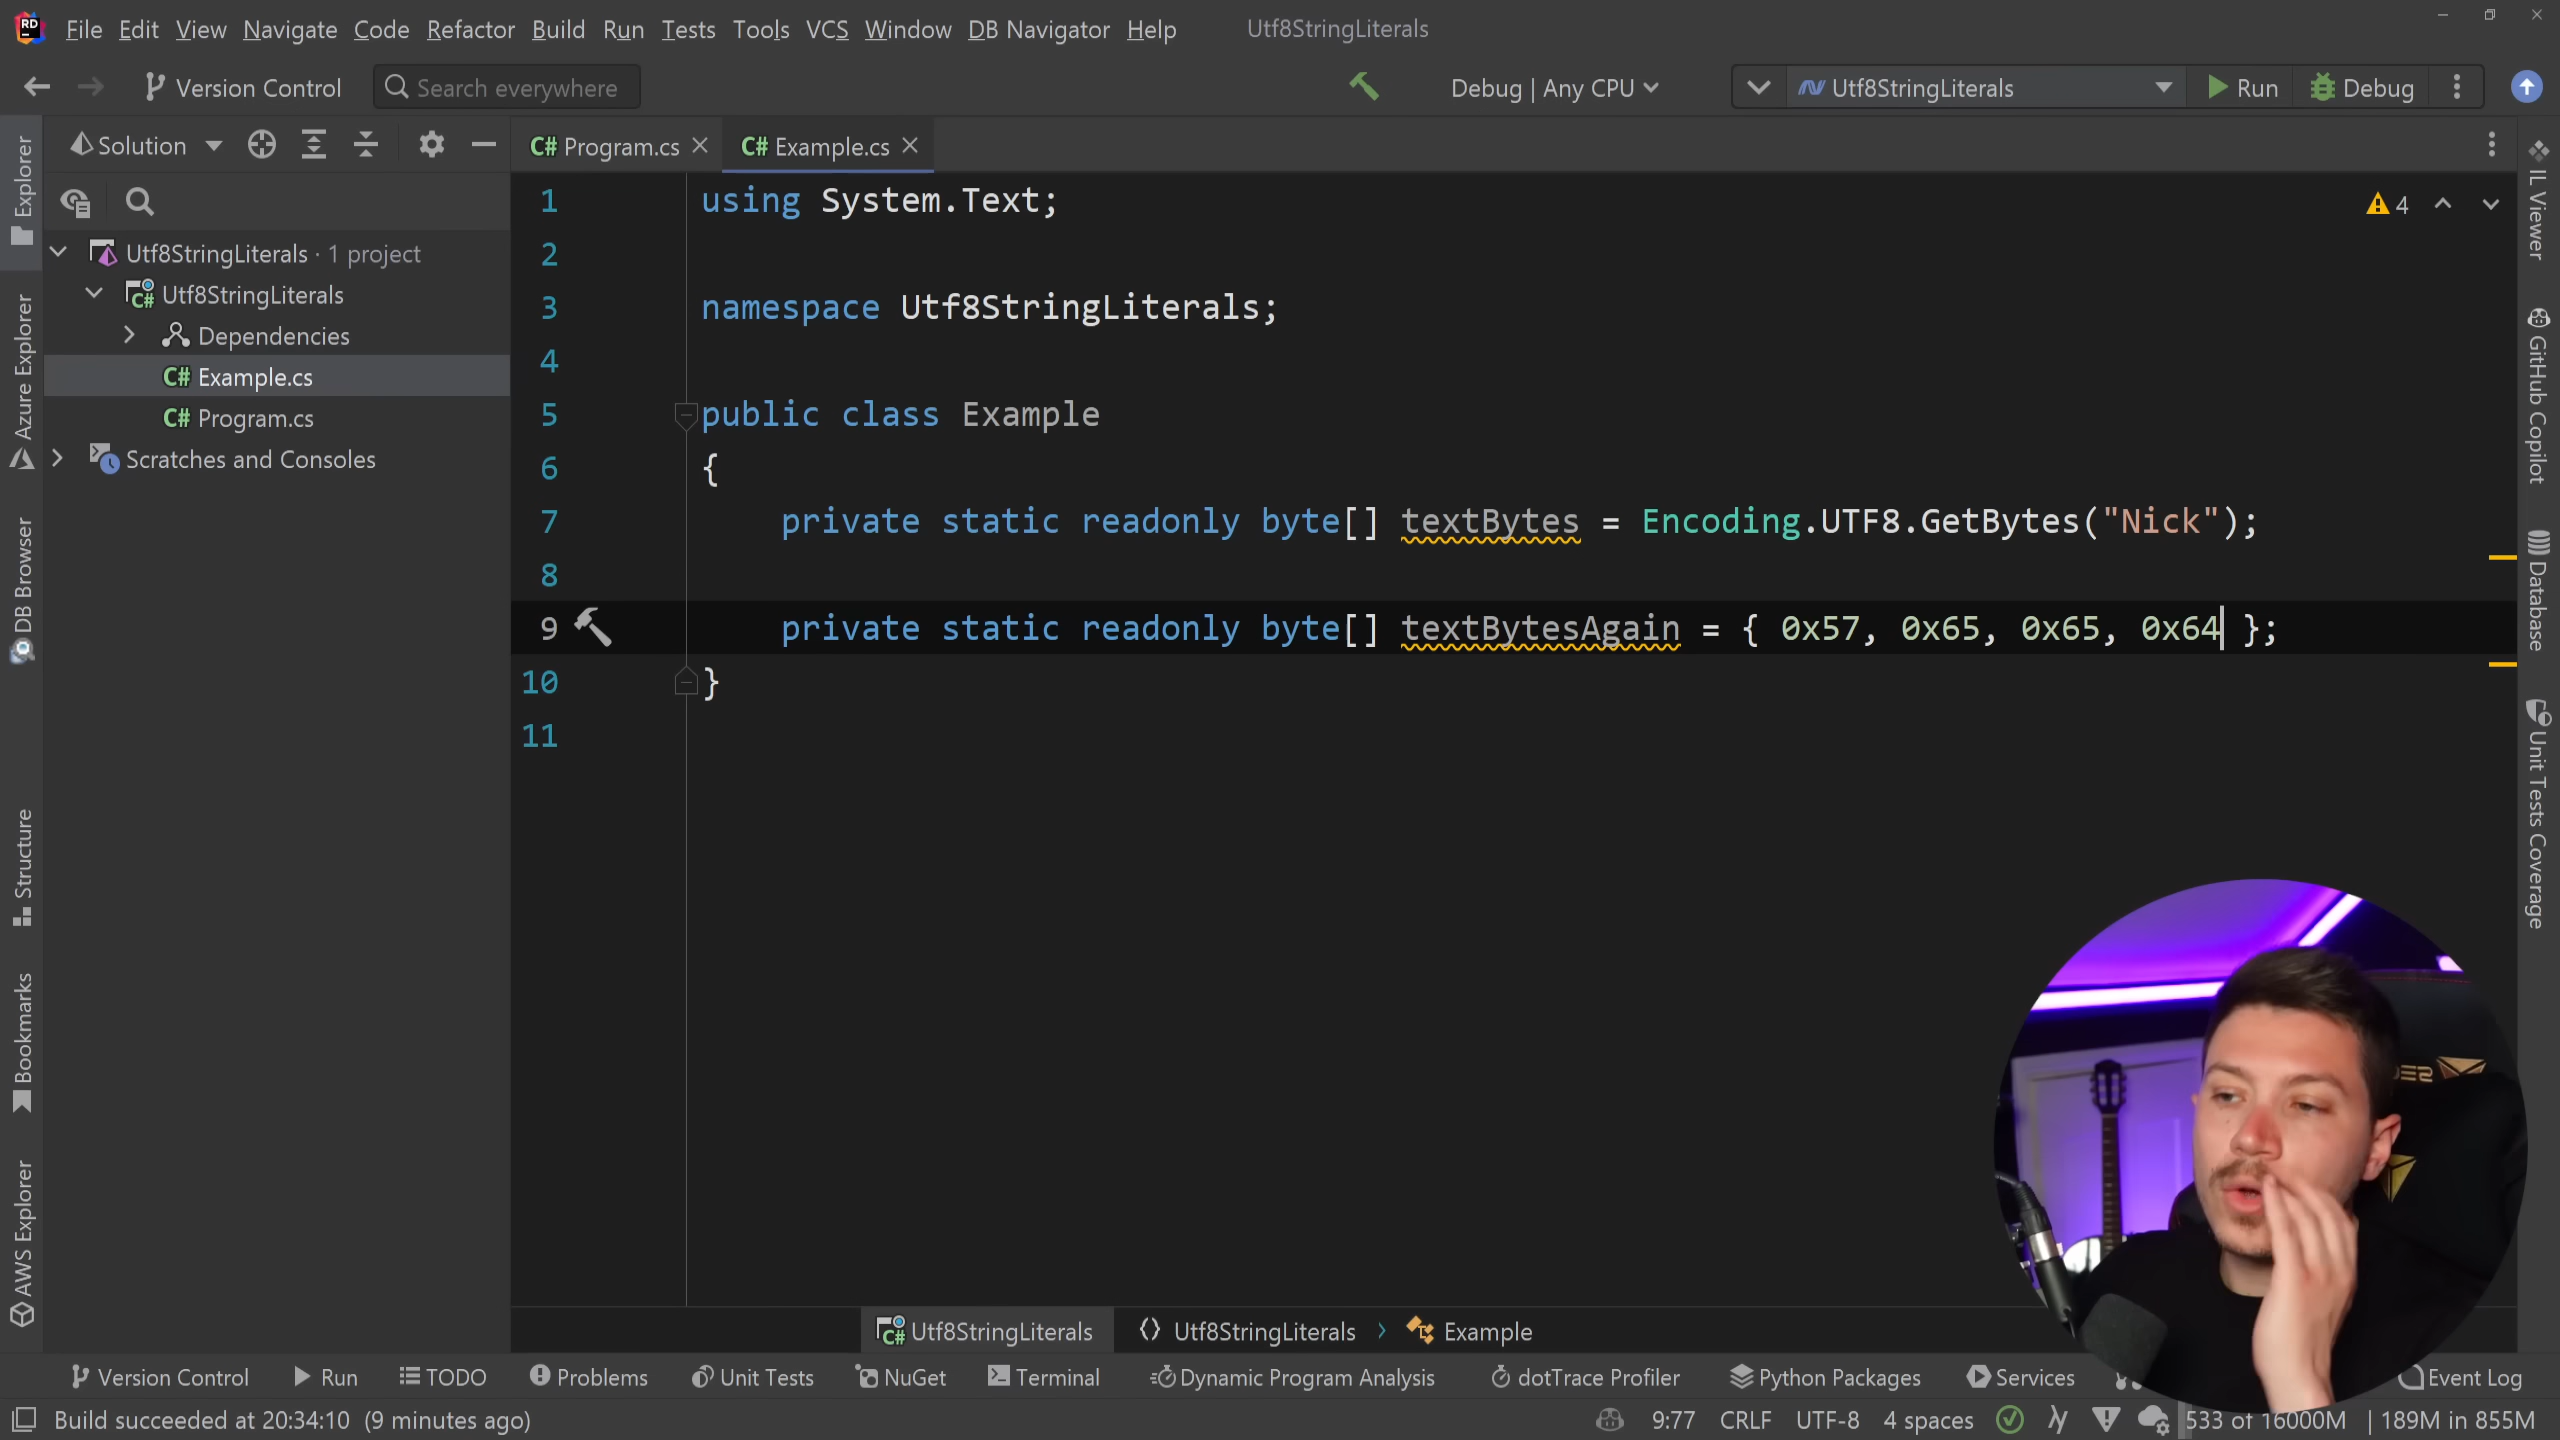 File Edit View Navigate Code Refactor Build Run Tests Tools VCS Window DB Navigator Help Utf8StringLiterals
Version Control Search everywhere Debug | Any CPU Utf8StringLiterals Run Debug
Solution
C# Program.cs C# Example.cs
Utf8StringLiterals · 1 project
C# Utf8StringLiterals
Dependencies
C# Example.cs
C# Program.cs
Scratches and Consoles
Explorer
Azure Explorer
DB Browser
Structure
Bookmarks
AWS Explorer
1 using System.Text;
2
3 namespace Utf8StringLiterals;
4
5 public class Example
6 {
7 private static readonly byte[] textBytes = Encoding.UTF8.GetBytes("Nick");
8
9 private static readonly byte[] textBytesAgain = { 0x57, 0x65, 0x65, 0x64 };
10 }
11
4
IL Viewer
GitHub Copilot
Database
Unit Tests Coverage
C# Utf8StringLiterals Utf8StringLiterals › Example
Version Control Run TODO Problems Unit Tests NuGet Terminal Dynamic Program Analysis dotTrace Profiler Python Packages Services Event Log
Build succeeded at 20:34:10 (9 minutes ago) 9:77 CRLF UTF-8 4 spaces 533 of 16000M | 189M in 855M